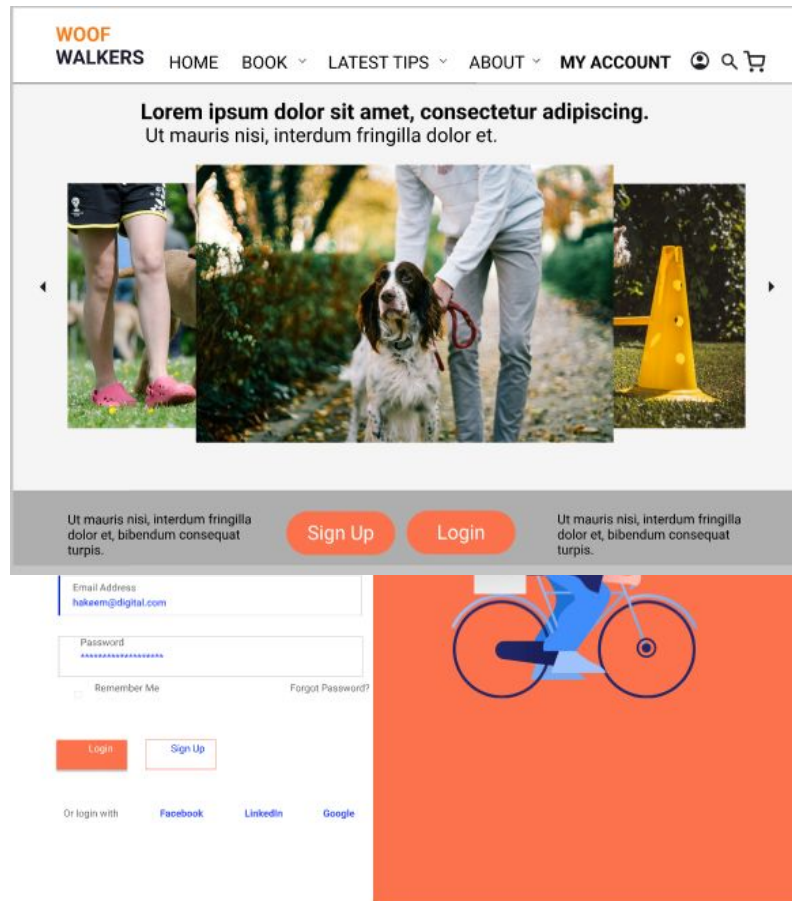 WOOF
WALKERS
HOME BOOK LATEST TIPS ABOUT MY ACCOUNT
Lorem ipsum dolor sit amet, consectetur adipiscing.
Ut mauris nisi, interdum fringilla dolor et.
Ut mauris nisi, interdum fringilla
dolor et, bibendum consequat
turpis.
Sign Up
Login
Ut mauris nisi, interdum fringilla
dolor et, bibendum consequat
turpis.
Email Address
hakeem@digital.com
Password
*******************
Remember Me Forgot Password?
Login Sign Up
Or login with Facebook LinkedIn Google